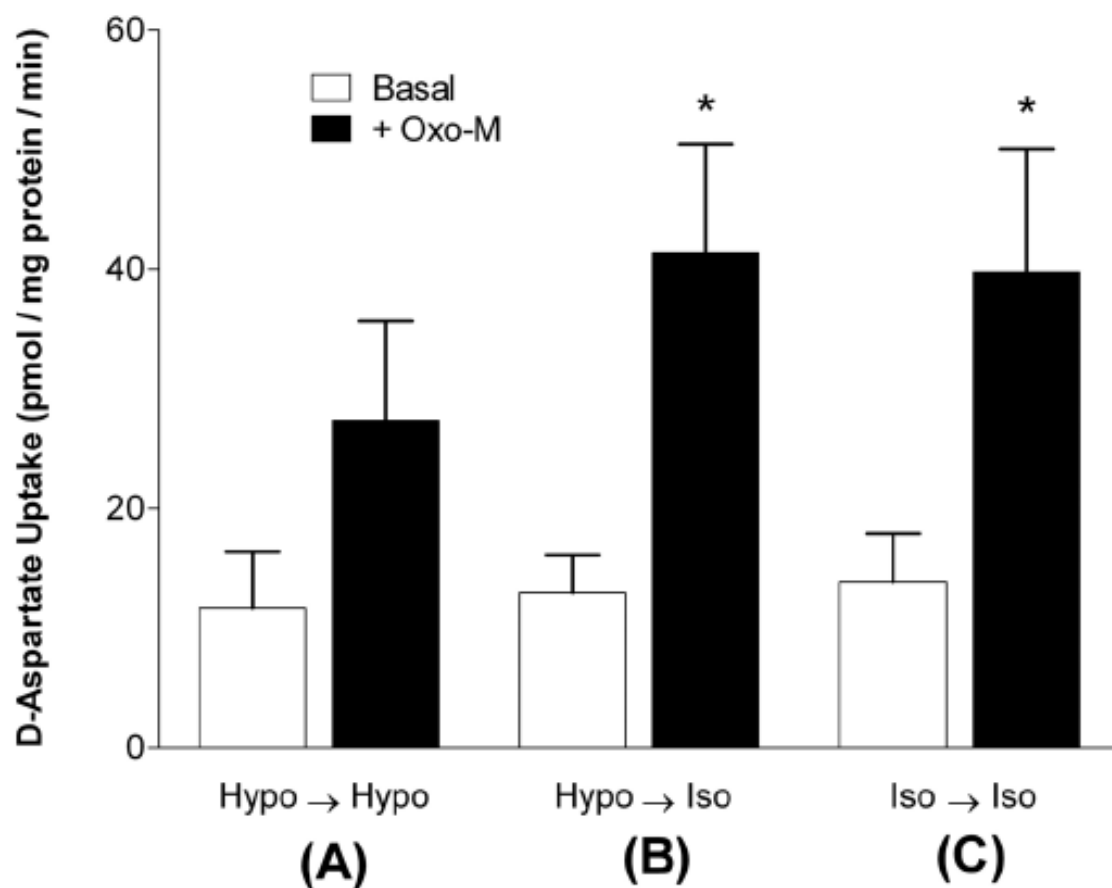 D-Aspartate Uptake (pmol / mg protein / min)
60
40
20
0
Basal
+ Oxo-M
*
*
Hypo → Hypo
Hypo → Iso
Iso → Iso
(A)
(B)
(C)